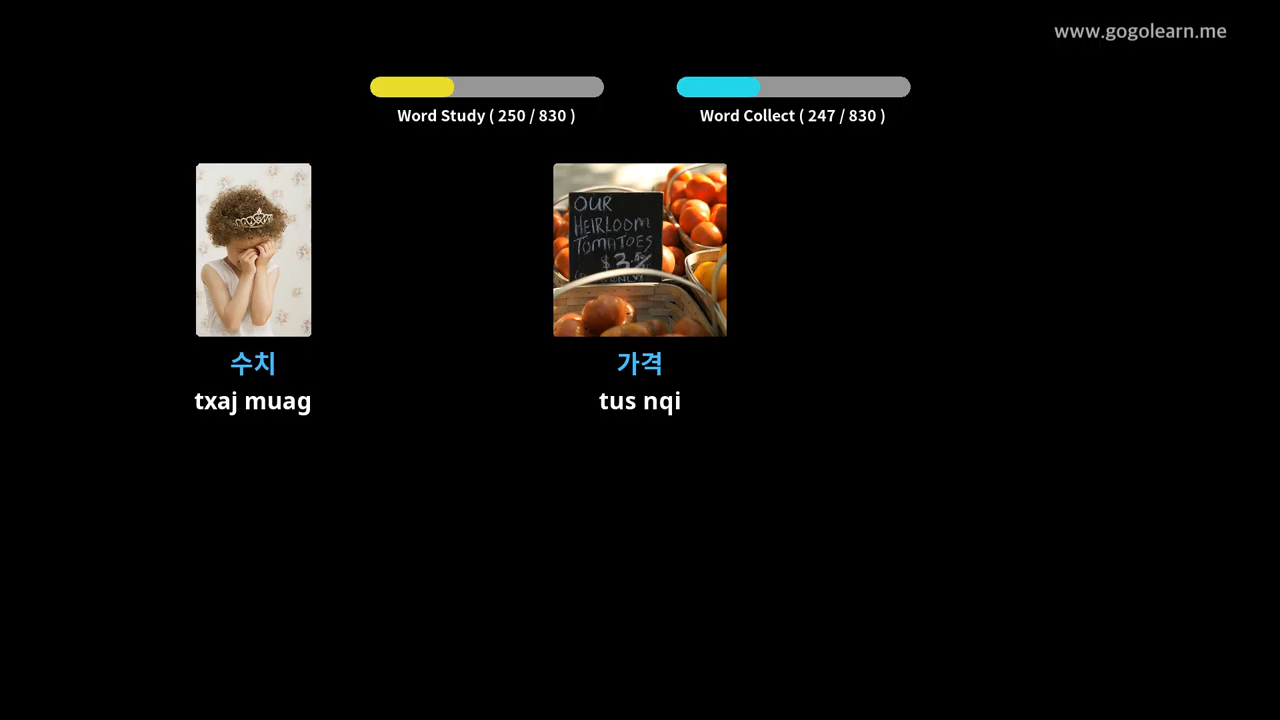 www.gogolearn.me
Word Study ( 250 / 830 )
Word Collect ( 247 / 830 )
OUR
HEIRLOOM
TOMATOES
수치
가격
txaj muag
tus nqi